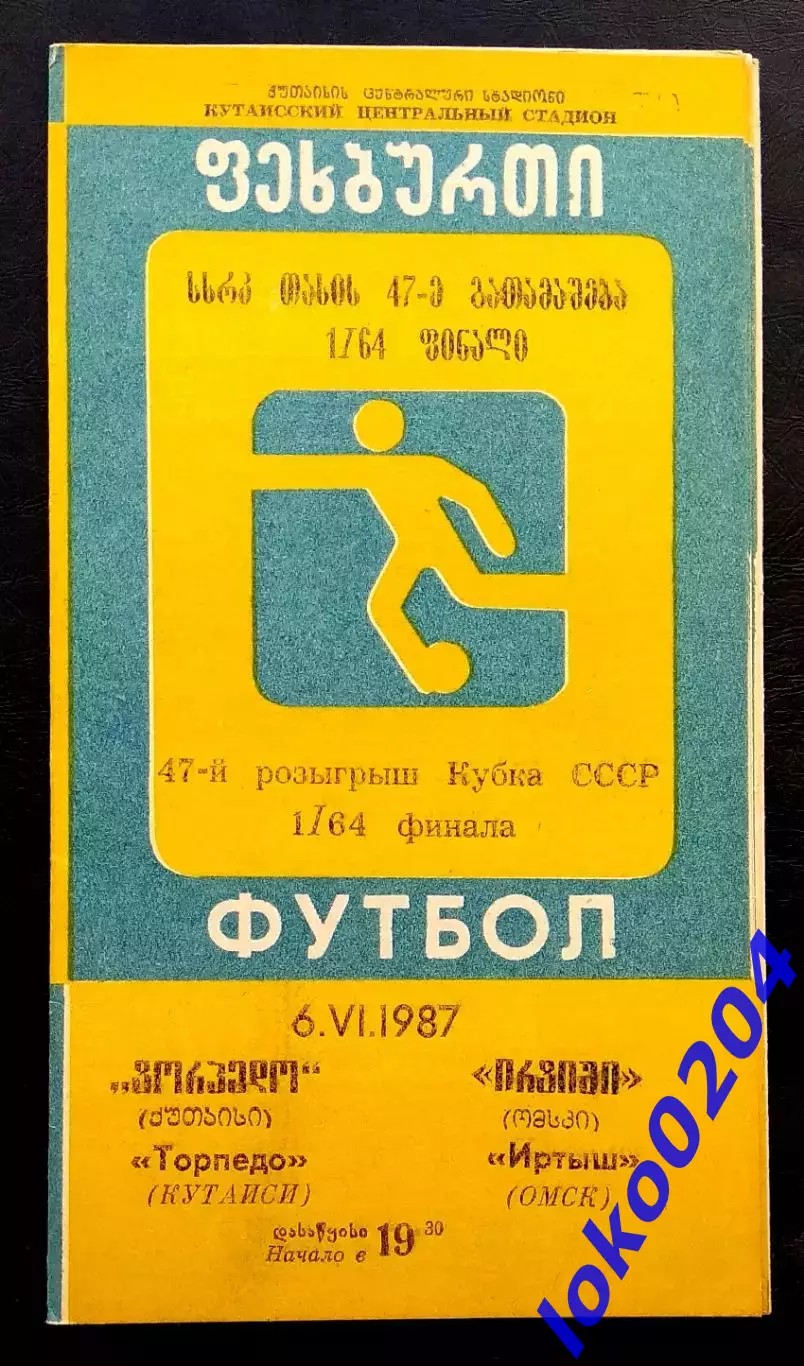 ქუთაისის ცენტრალური სტადიონი
КУТАИССКИЙ ЦЕНТРАЛЬНЫЙ СТАДИОН
ფეხბურთი
სსრკ თასის 47-ე გათამაშება
1/64 ფინალი
47-й розыгрыш Кубка СССР
1/64 финала
ФУТБОЛ
6.VI.1987
„ტორპედო“ «ირტიში»
(ქუთაისი) (ომსკი)
«Торпедо» «Иртыш»
(КУТАИСИ) (ОМСК)
დასაწყისი
Начало в 19 30
loko0204